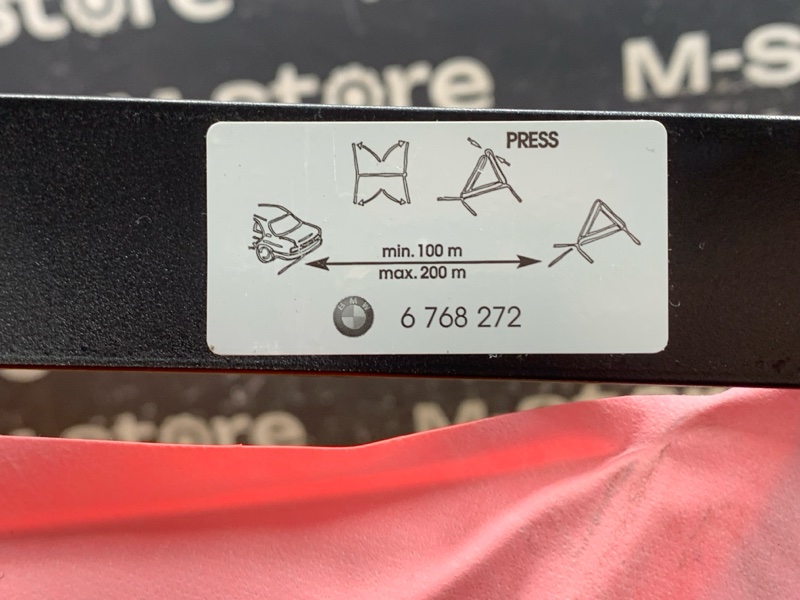 store
store
M-S
PRESS
min. 100 m
max. 200 m
BMW
6 768 272
store